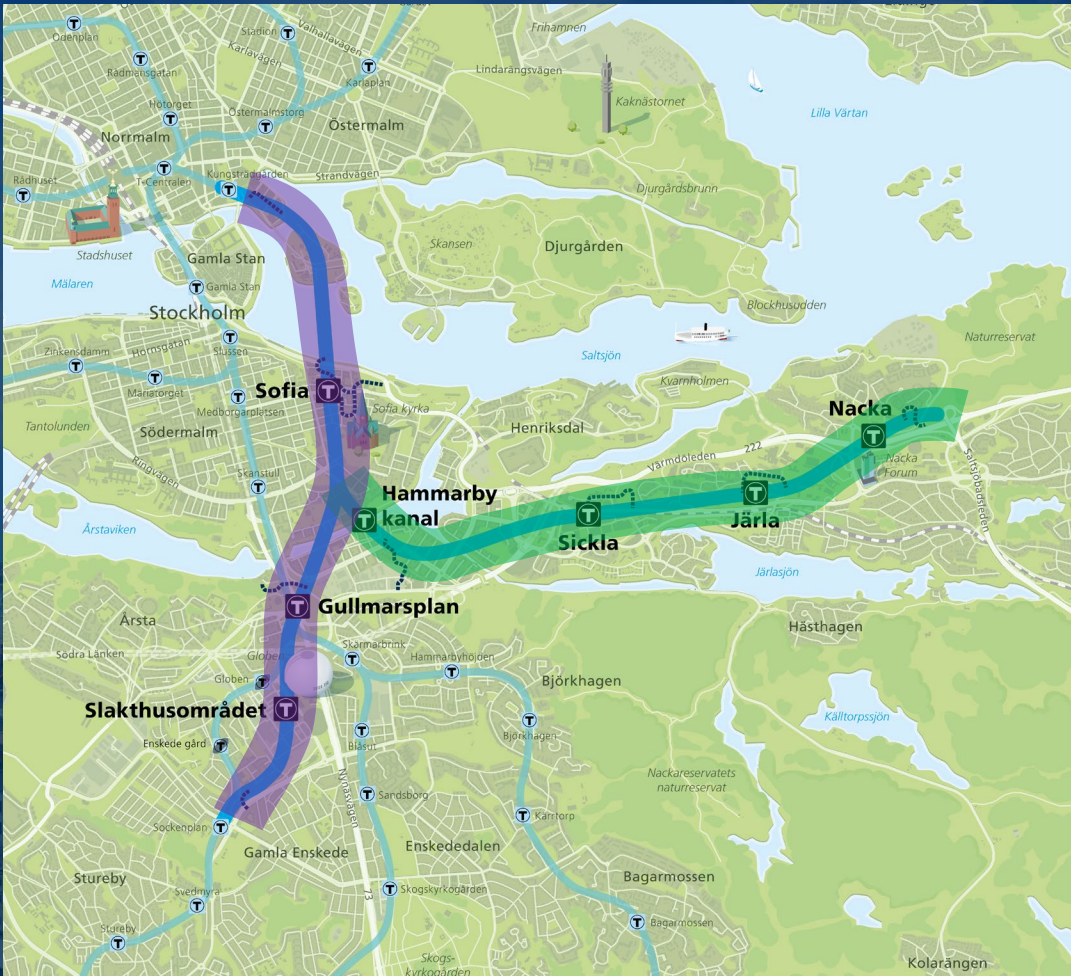 Odenplan
Stadion
Valhallavägen
Karlavägen
Frihamnen
Rådmansgatan
Karlaplan
Lindarängsvägen
Lilla Värtan
Hötorget
Östermalmstorg
Kaknästornet
Norrmalm
Östermalm
Rådhuset
T-Centralen
Kungsträdgården
Strandvägen
Djurgårdsbrunn
Stadshuset
Gamla Stan
Skansen
Djurgården
Mälaren
Gamla Stan
Stockholm
Blockhusudden
Zinkensdamm
Hornsgatan
Slussen
Saltsjön
Naturreservat
Mariatorget
Sofia
Kvarnholmen
Medborgarplatsen
Sofia kyrka
Nacka
Tantolunden
Södermalm
Henriksdal
Ringvägen
Skanstull
Värmdöleden
222
Nacka
Forum
Saltsjöbadsleden
Hammarby
kanal
Årstaviken
Järla
Sickla
Järlasjön
Gullmarsplan
Årsta
Hästhagen
Södra Länken
Globen
Skärmarbrink
Hammarbyhöjden
Globen
Björkhagen
Slakthusområdet
Källtorpssjön
Enskede gård
Blåsut
Björkhagen
Nynäsvägen
Nackareservatets
naturreservat
Sandsborg
Sockenplan
Kärrtorp
Gamla Enskede
Enskededalen
Stureby
Bagarmossen
Svedmyra
73
Skogskyrkogården
Stureby
Bagarmossen
Skogs-
kyrkogården
Kolarängen